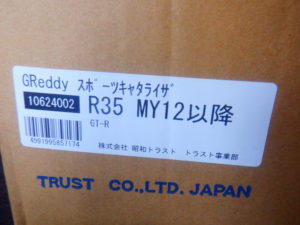 GReddy スポーツキャタライザ
10624002
R35 MY12以降
GT-R
4991995857174
株式会社 昭和トラスト トラスト事業部
TRUST CO.,LTD. JAPAN